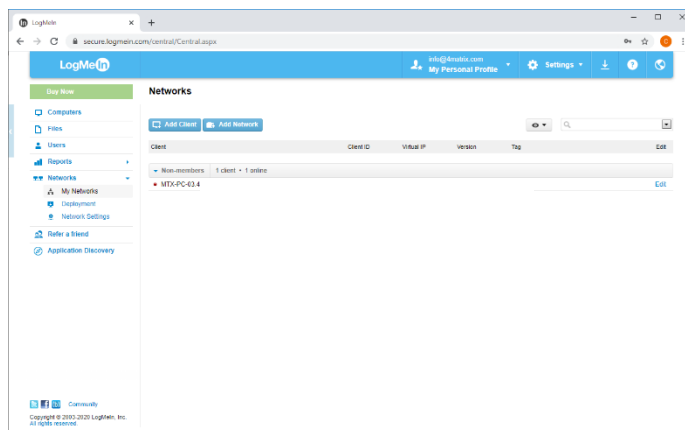 LogMeIn
secure.logmein.com/central/Central.aspx
LogMeIn
info@4matrix.com
My Personal Profile
Settings
Buy Now
Networks
Computers
Files
Users
Reports
Networks
My Networks
Deployment
Network Settings
Refer a friend
Application Discovery
Add Client
Add Network
Client
Client ID
Virtual IP
Version
Tag
Edit
Non-members 1 client • 1 online
MTX-PC-03.4
Edit
Community
Copyright © 2003-2020 LogMeIn, Inc.
All rights reserved